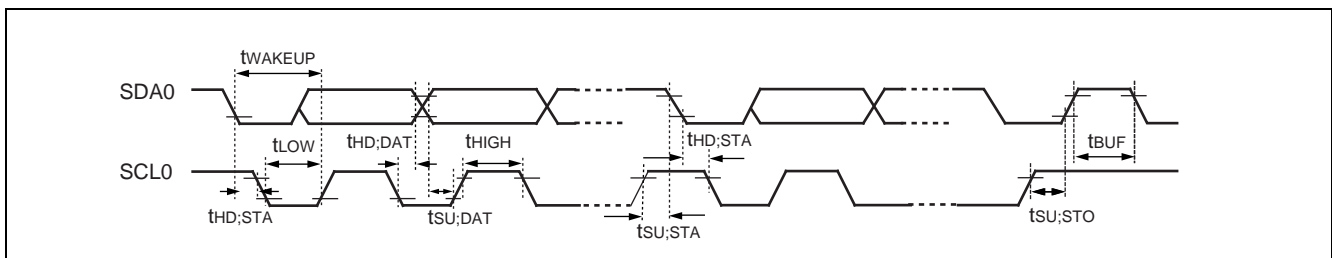 tWAKEUP
SDA0
tHD;DAT
tHIGH
tHD;STA
tBUF
tLOW
SCL0
tHD;STA
tSU;DAT
tSU;STA
tSU;STO